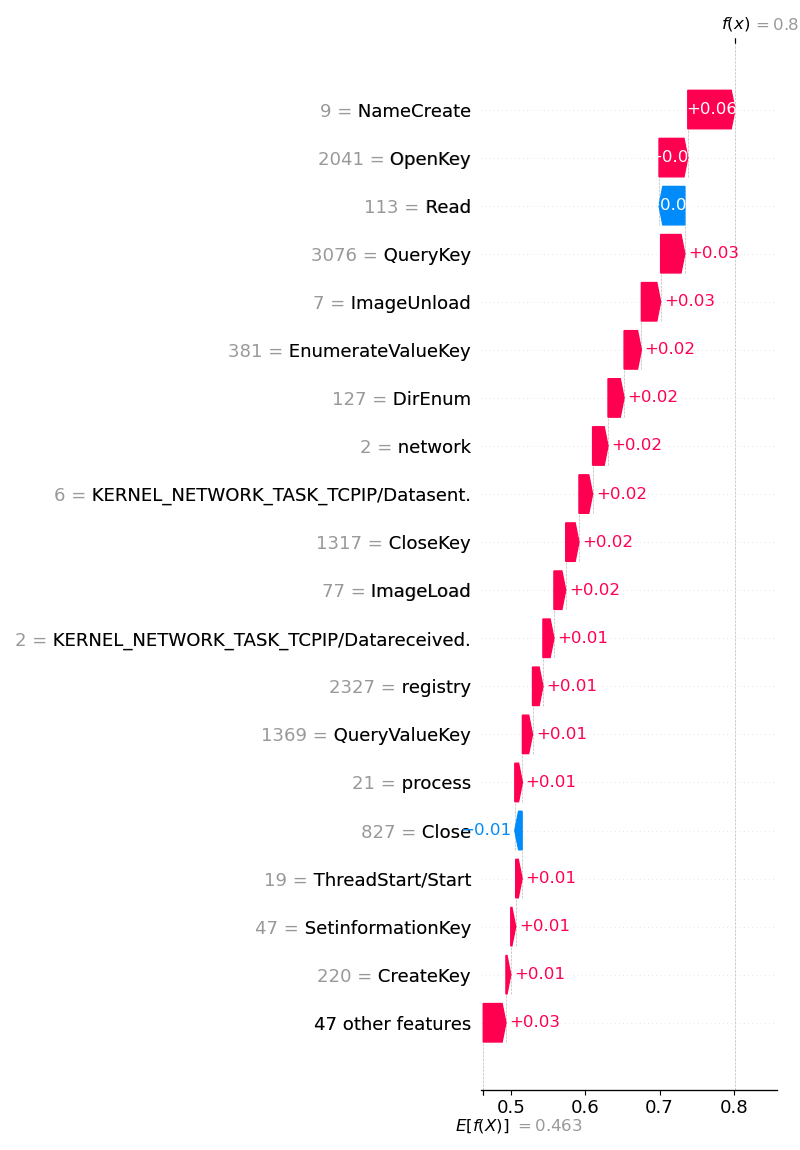 f(x) = 0.8
9 = NameCreate +0.06
2041 = OpenKey
113 = Read
3076 = QueryKey +0.03
7 = ImageUnload +0.03
381 = EnumerateValueKey +0.02
127 = DirEnum +0.02
2 = network +0.02
6 = KERNEL_NETWORK_TASK_TCPIP/Datasent. +0.02
1317 = CloseKey +0.02
77 = ImageLoad +0.02
2 = KERNEL_NETWORK_TASK_TCPIP/Datareceived. +0.01
2327 = registry +0.01
1369 = QueryValueKey +0.01
21 = process +0.01
827 = Close −0.01
19 = ThreadStart/Start +0.01
47 = SetinformationKey +0.01
220 = CreateKey +0.01
47 other features +0.03
0.5 0.6 0.7 0.8
E[f(X)] = 0.463